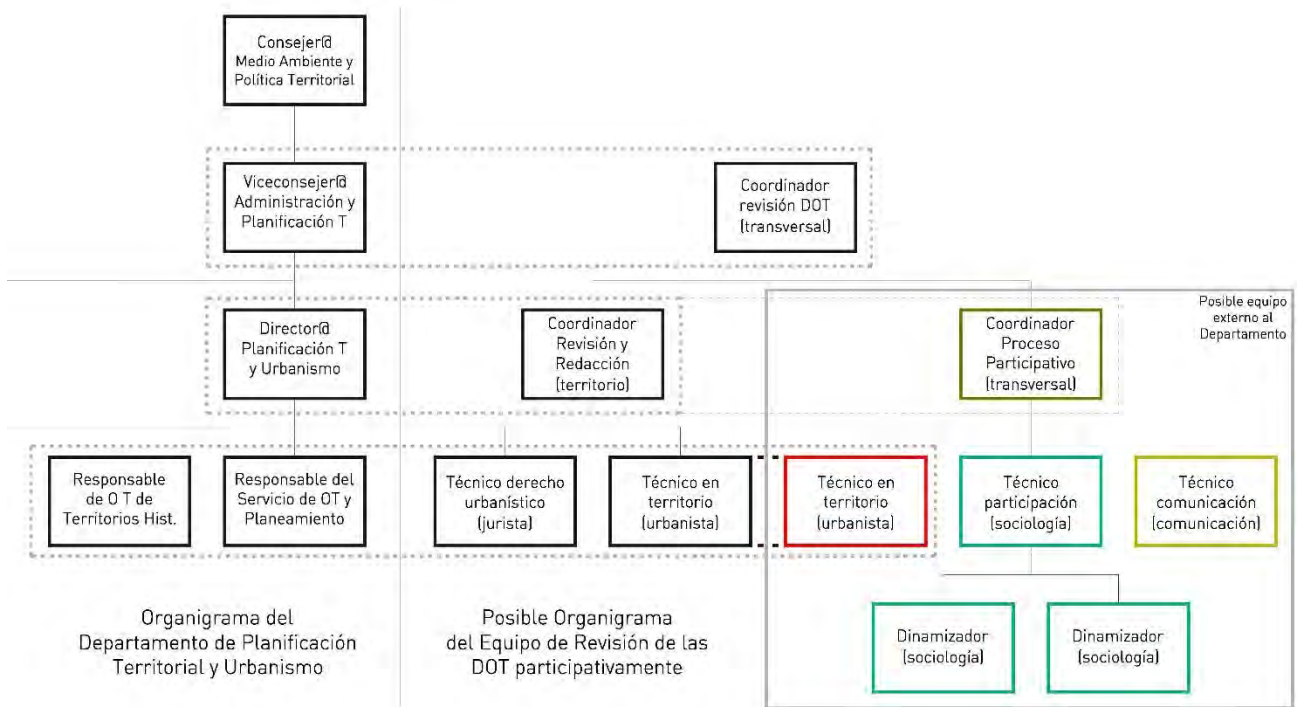 Consejer@
Medio Ambiente y
Política Territorial
Viceconsejer@
Administración y
Planificación T
Coordinador
revisión DOT
(transversal)
Director@
Planificación T
y Urbanismo
Coordinador
Revisión y
Redacción
(territorio)
Coordinador
Proceso
Participativo
(transversal)
Posible equipo
externo al
Departamento
Responsable
de O T de
Territorios Hist.
Responsable del
Servicio de OT y
Planeamiento
Técnico derecho
urbanístico
(jurista)
Técnico en
territorio
(urbanista)
Técnico en
territorio
(urbanista)
Técnico
participación
(sociología)
Técnico
comunicación
(comunicación)
Dinamizador
(sociología)
Dinamizador
(sociología)
Organigrama del
Departamento de Planificación
Territorial y Urbanismo
Posible Organigrama
del Equipo de Revisión de las
DOT participativamente